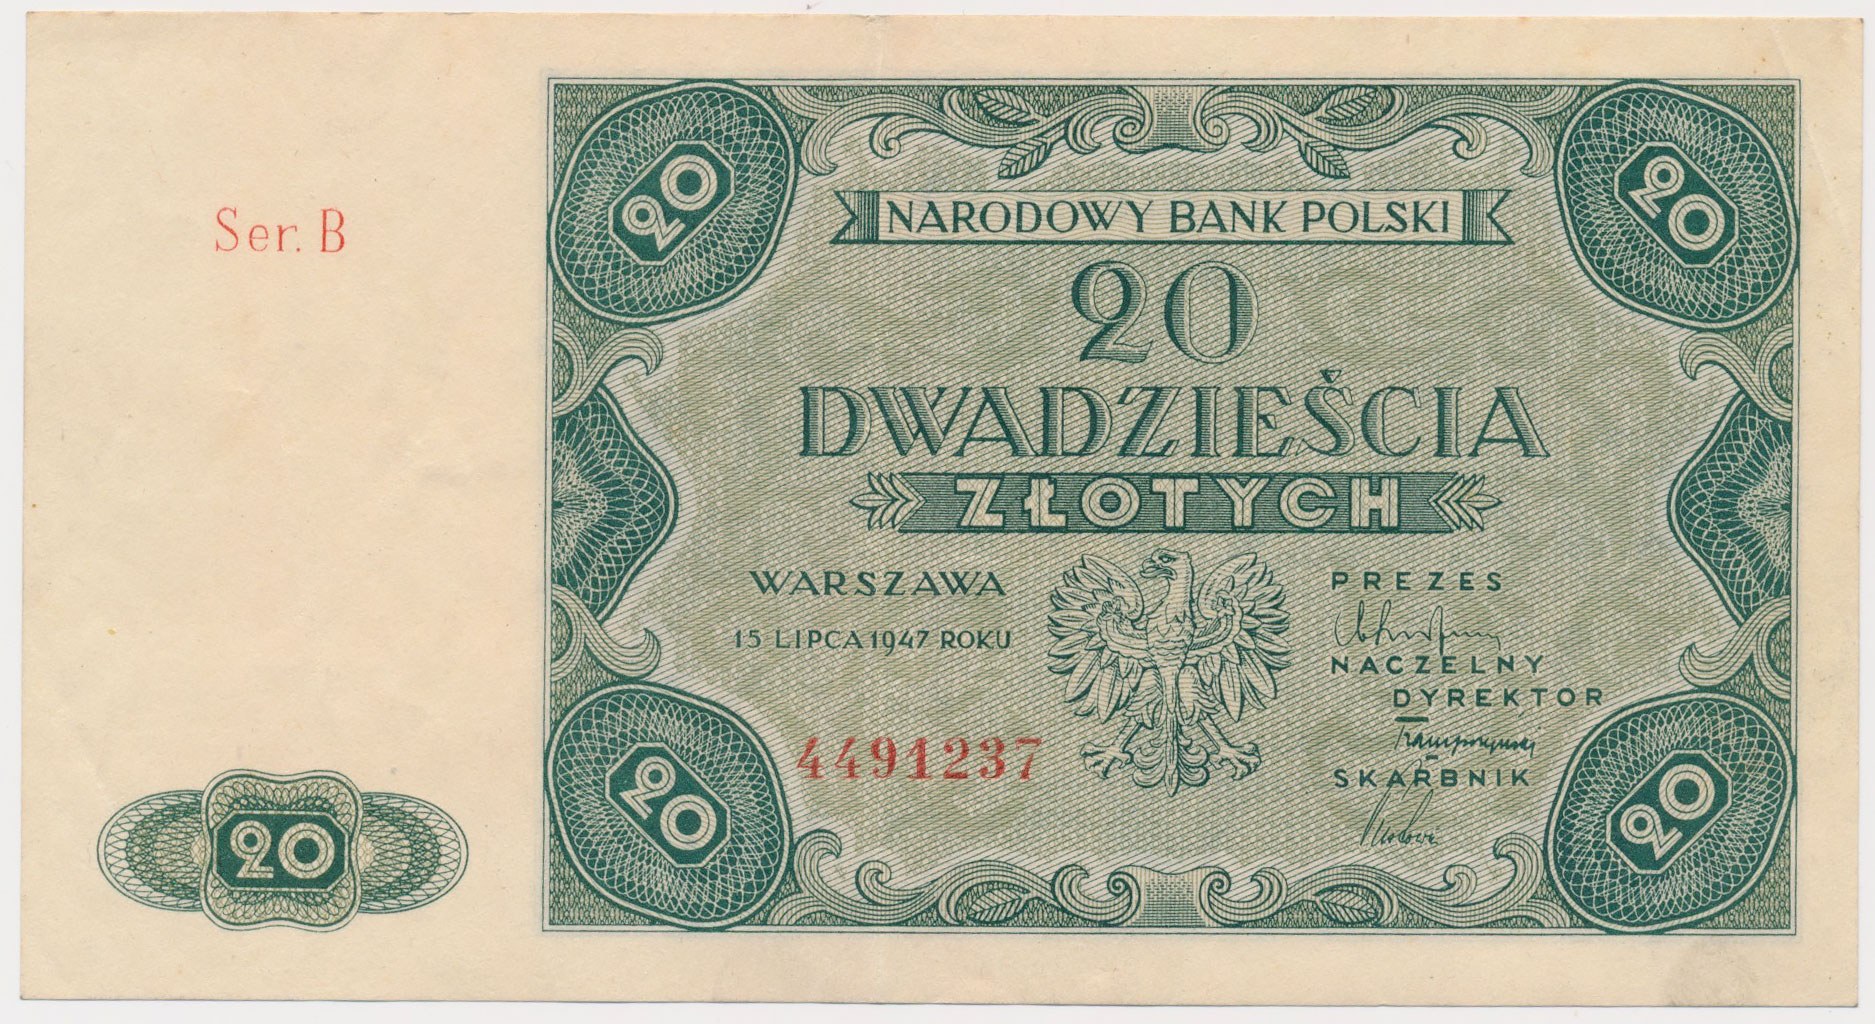 Ser. B
20
20
NARODOWY BANK POLSKI
20
DWADZIEŚCIA
ZŁOTYCH
WARSZAWA
15 LIPCA 1947 ROKU
PREZES
NACZELNY
DYREKTOR
SKARBNIK
4491237
20
20
20